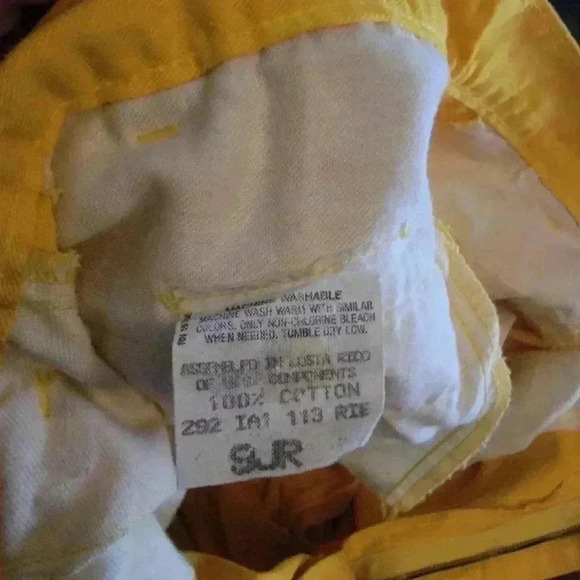 MACHINE WASHABLE
MACHINE WASH WARM WITH SIMILAR
COLORS. ONLY NON-CHLORINE BLEACH
WHEN NEEDED. TUMBLE DRY LOW.
ASSEMBLED IN COSTA RICO
OF COMPONENTS
100% COTTON
292 IA1 113 RIE
9JR